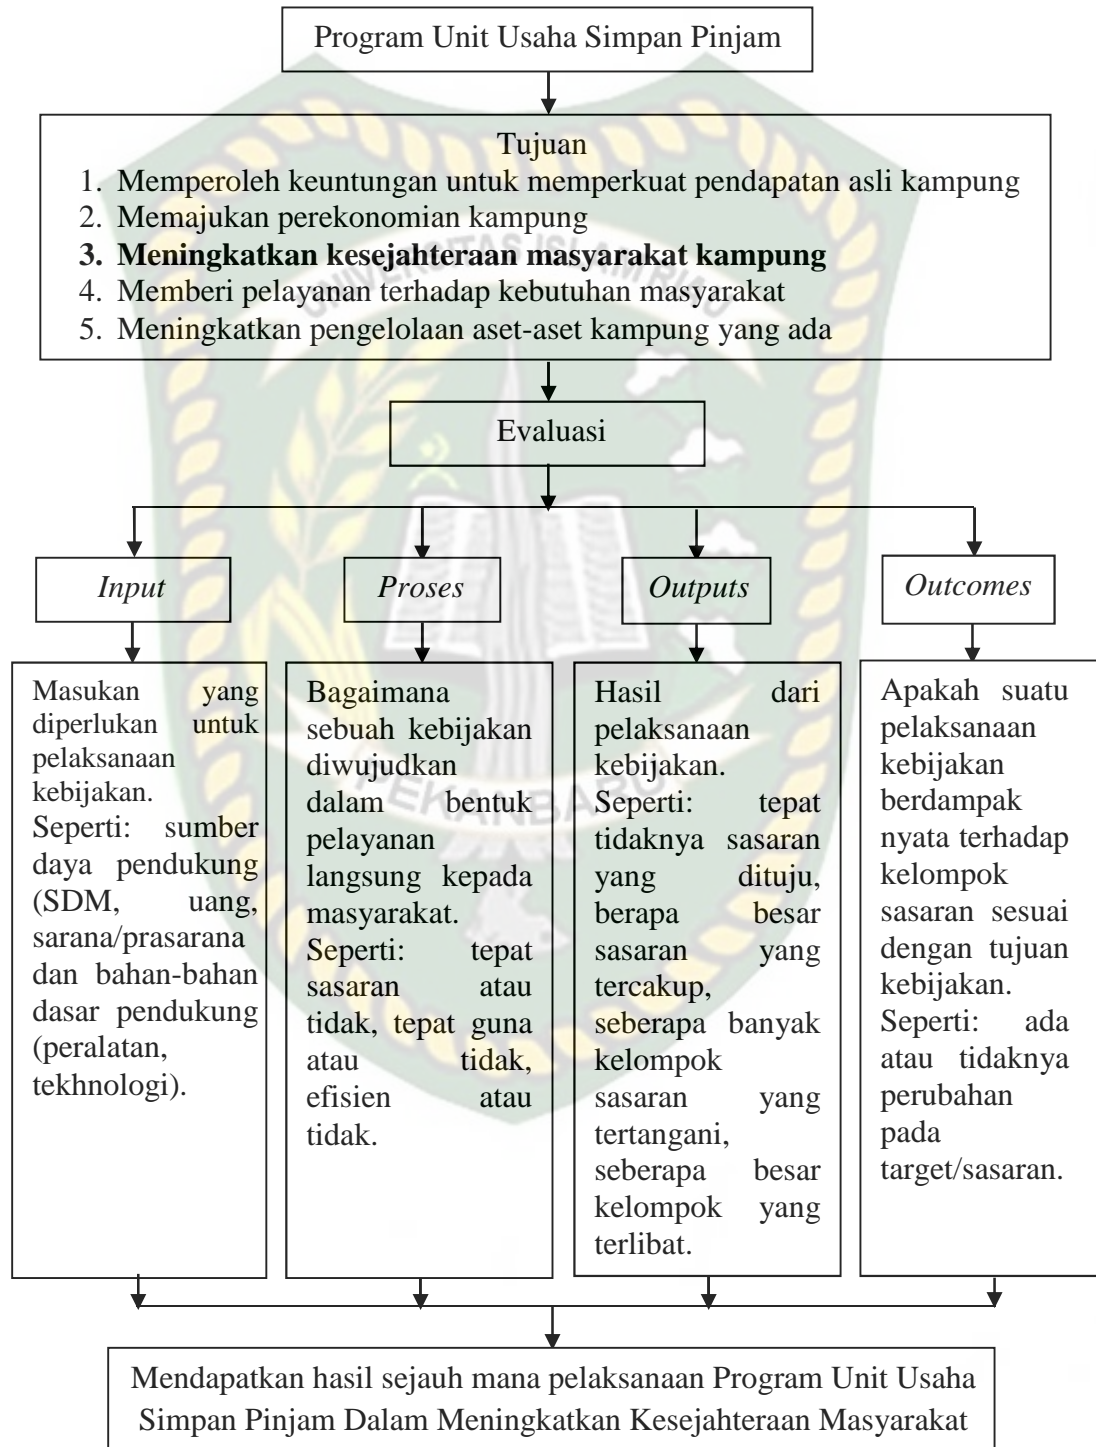 Program Unit Usaha Simpan Pinjam
Tujuan
1. Memperoleh keuntungan untuk memperkuat pendapatan asli kampung
2. Memajukan perekonomian kampung
3. Meningkatkan kesejahteraan masyarakat kampung
4. Memberi pelayanan terhadap kebutuhan masyarakat
5. Meningkatkan pengelolaan aset-aset kampung yang ada
UNIVERSITAS ISLAM RIAU
Evaluasi
Input
Proses
Outputs
Outcomes
Masukan yang
diperlukan untuk
pelaksanaan
kebijakan.
Seperti: sumber
daya pendukung
(SDM, uang,
sarana/prasarana
dan bahan-bahan
dasar pendukung
(peralatan,
tekhnologi).
Bagaimana
sebuah kebijakan
diwujudkan
dalam bentuk
pelayanan
langsung kepada
masyarakat.
Seperti: tepat
sasaran atau
tidak, tepat guna
atau tidak,
efisien atau
tidak.
Hasil dari
pelaksanaan
kebijakan.
Seperti: tepat
tidaknya sasaran
yang dituju,
berapa besar
sasaran yang
tercakup,
seberapa banyak
kelompok
sasaran yang
tertangani,
seberapa besar
kelompok yang
terlibat.
Apakah suatu
pelaksanaan
kebijakan
berdampak
nyata terhadap
kelompok
sasaran sesuai
dengan tujuan
kebijakan.
Seperti: ada
atau tidaknya
perubahan
pada
target/sasaran.
PEKANBARU
Mendapatkan hasil sejauh mana pelaksanaan Program Unit Usaha
Simpan Pinjam Dalam Meningkatkan Kesejahteraan Masyarakat